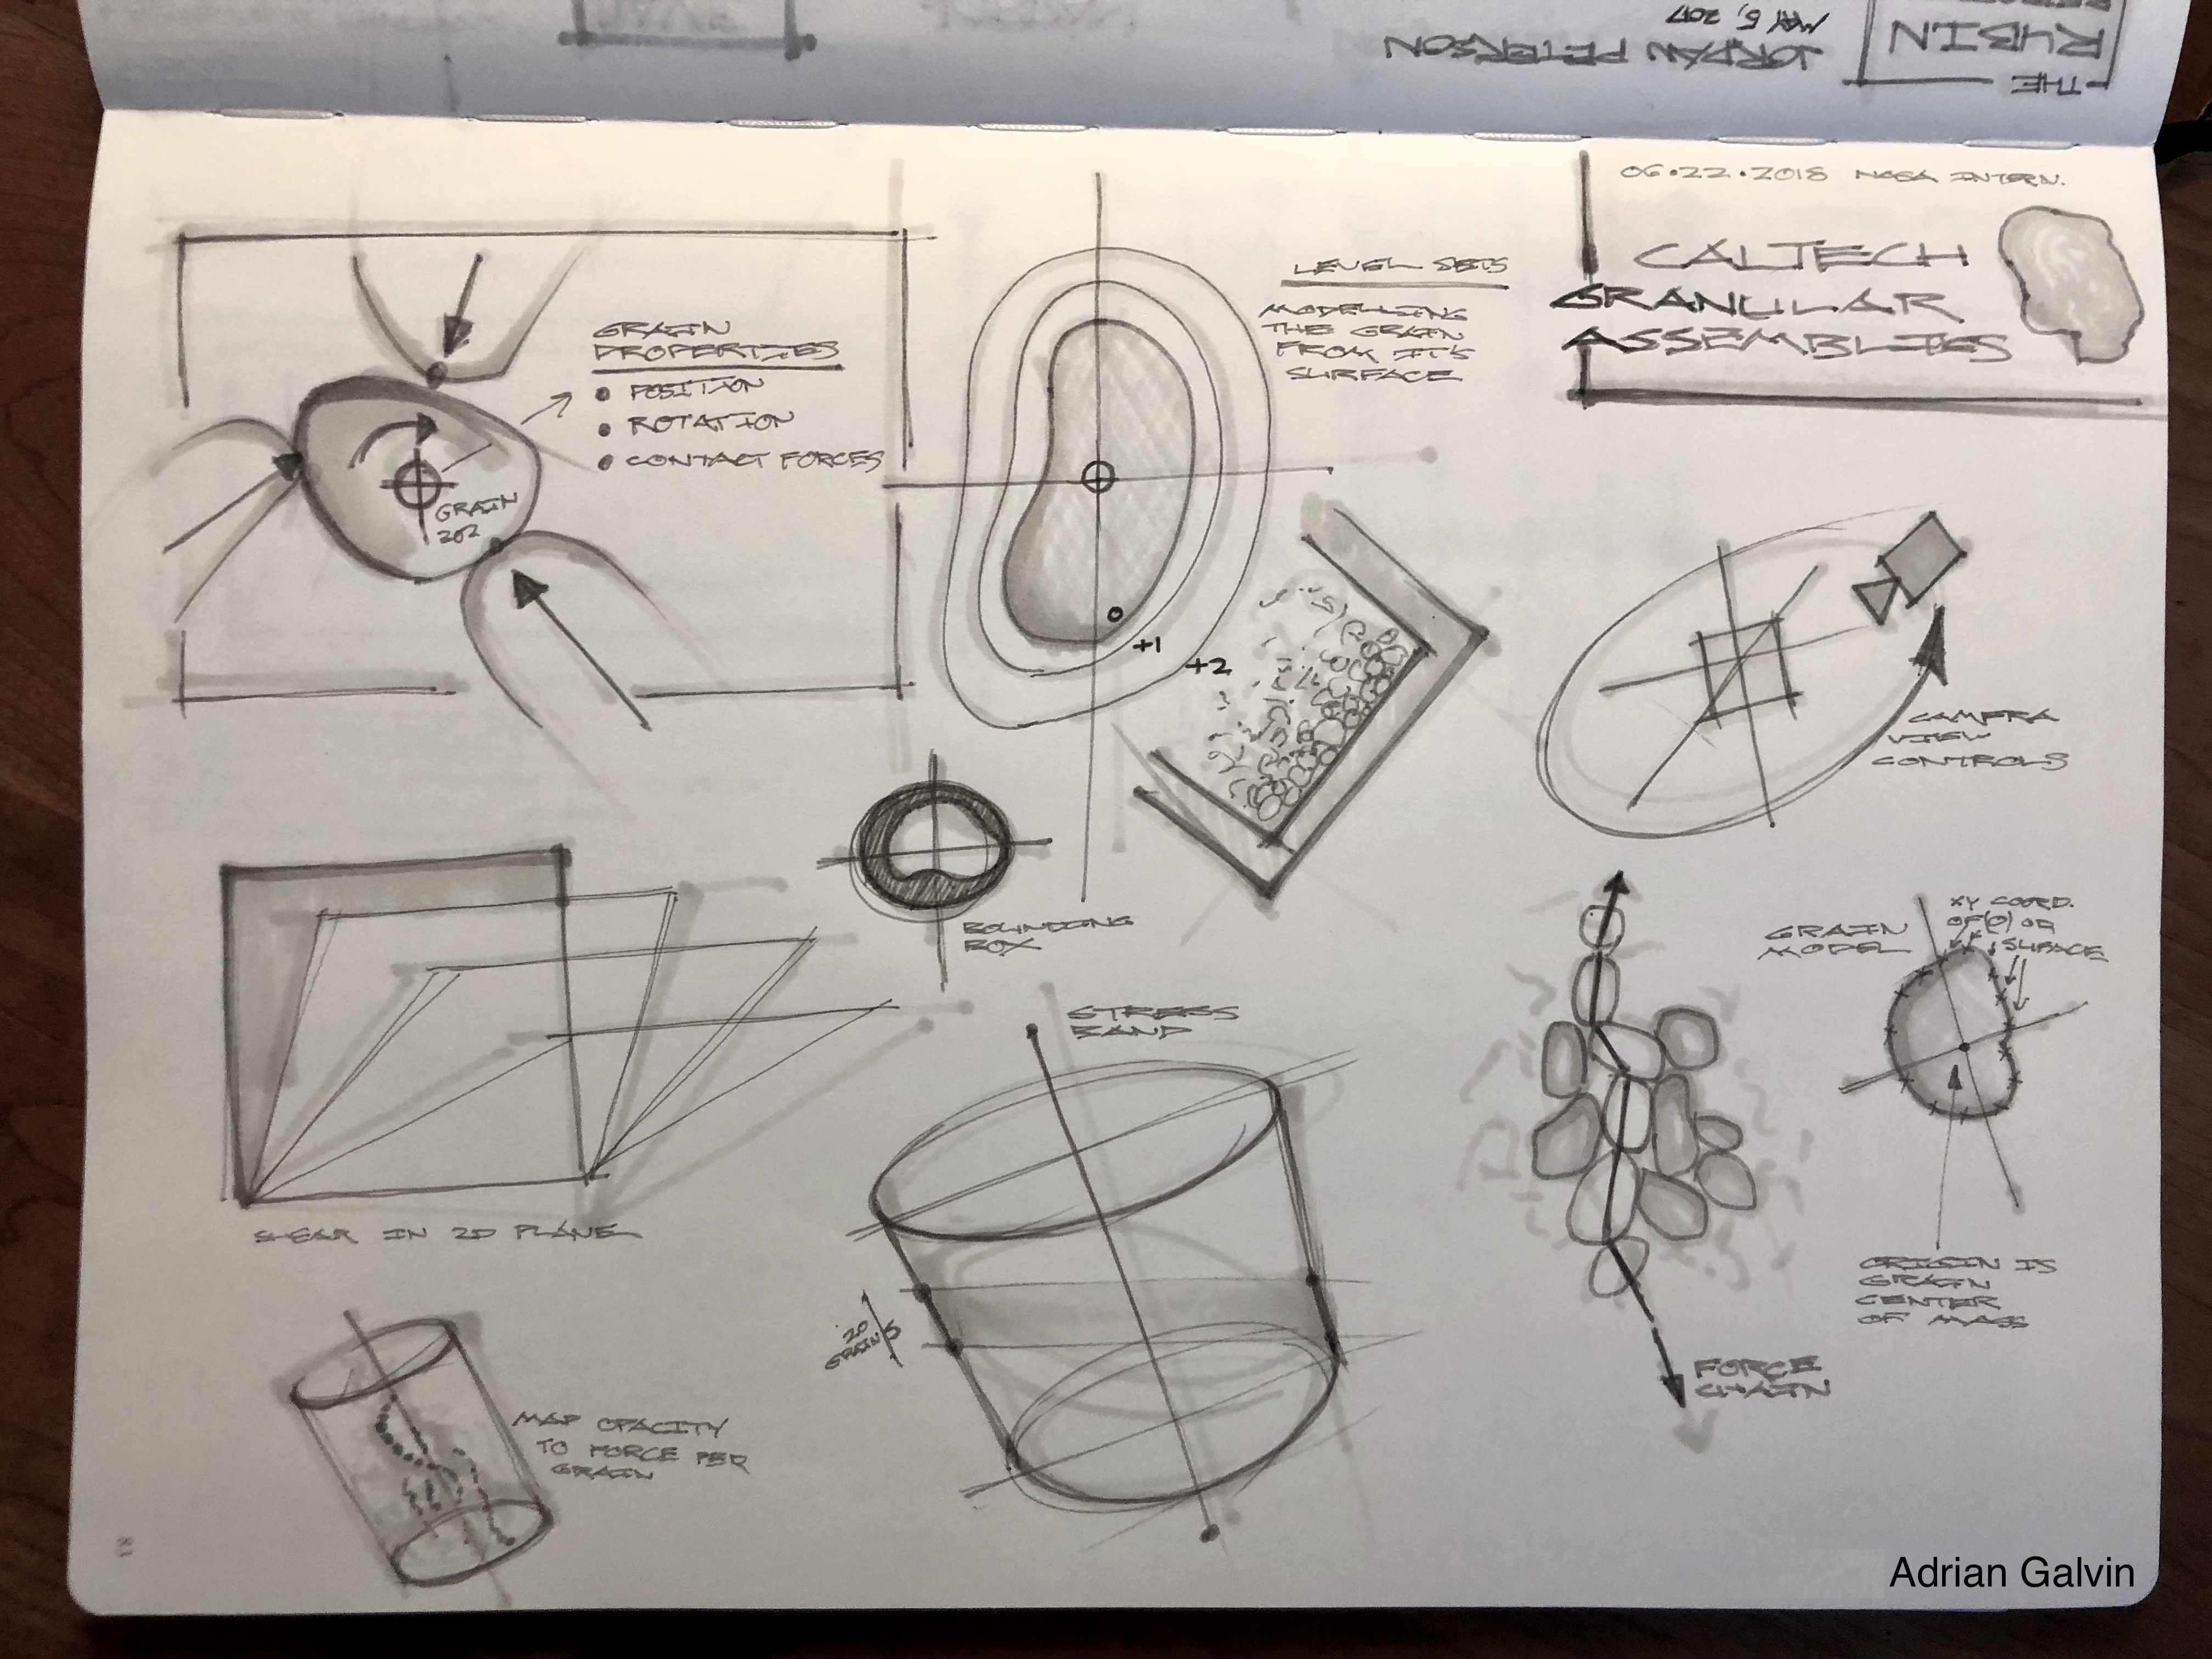 THE
RUBIN
JORDAN PETERSON
MAY 5, 2017
06.22.2018 NASA INTERN.
CALTECH
GRANULAR
ASSEMBLIES
GRAIN
PROPERTIES
• POSITION
• ROTATION
• CONTACT FORCES
GRAIN
202
LEVEL SETS
MODELLING
THE GRAIN
FROM IT'S
SURFACE
+1
+2
CAMERA
VIEW
CONTROLS
BOUNDING
BOX
SHEAR IN 2D PLANE
STRESS
BAND
20
GRAINS
GRAIN
MODEL
XY COORD.
OF (0) ON
SURFACE
ORIGIN IS
GRAIN
CENTER
OF MASS
FORCE
CHAIN
MAP OPACITY
TO FORCE PER
GRAIN
Adrian Galvin